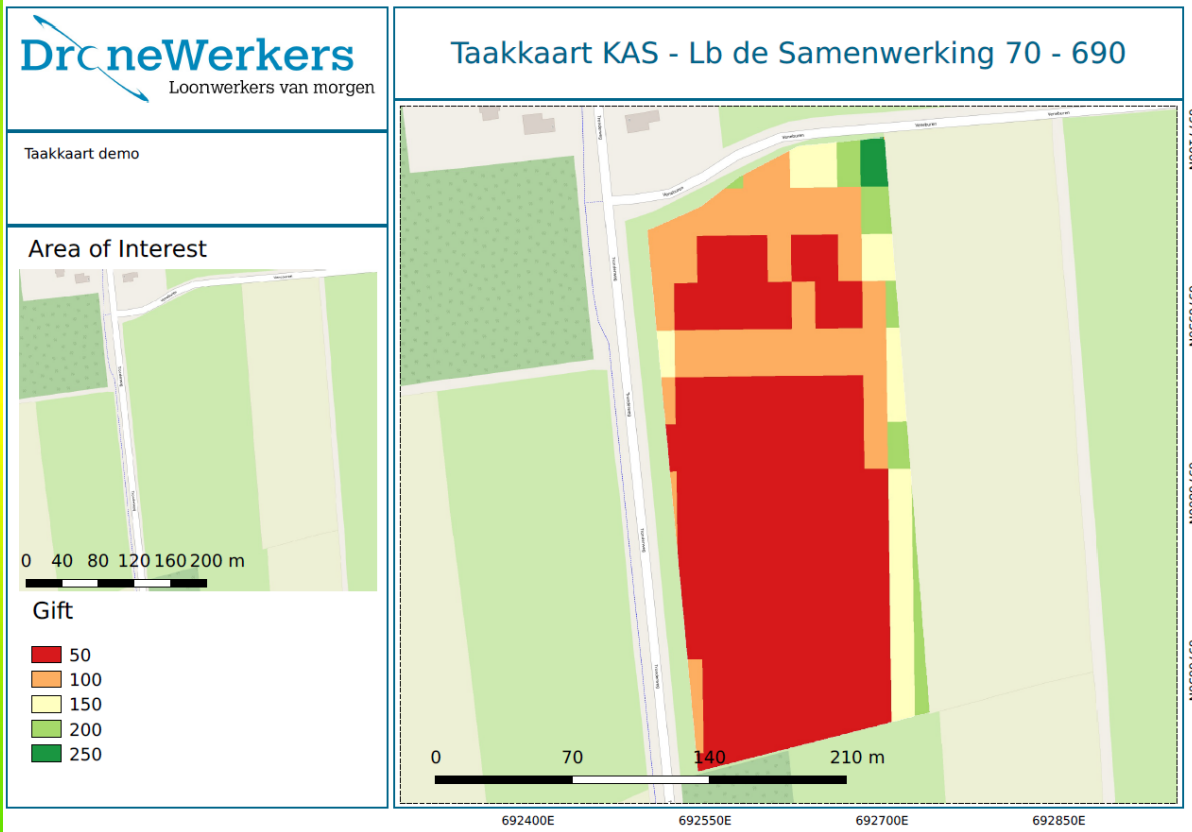 DroneWerkers
Loonwerkers van morgen
Taakkaart KAS - Lb de Samenwerking 70 - 690
Taakkaart demo
Area of Interest
0 40 80 120 160 200 m
Gift
50
100
150
200
250
0 70 140 210 m
692400E 692550E 692700E 692850E